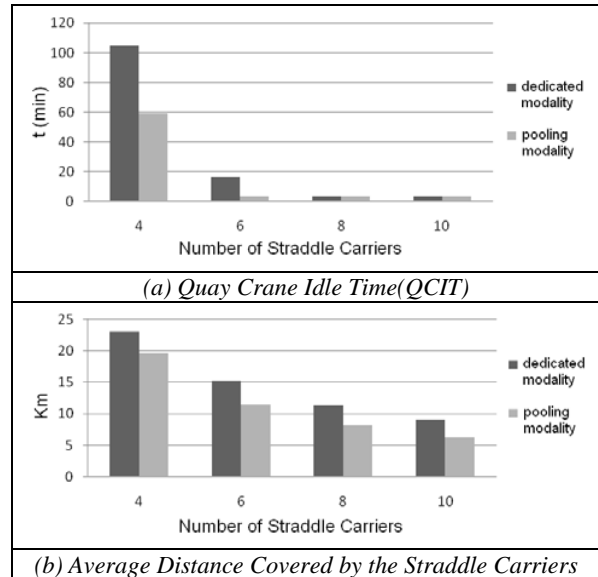 120
100
80
60
40
20
0
t (min)
4 6 8 10
Number of Straddle Carriers
dedicated
modality
pooling
modality
(a) Quay Crane Idle Time(QCIT)
25
20
15
10
5
0
Km
4 6 8 10
Number of Straddle Carriers
dedicated
modality
pooling
modality
(b) Average Distance Covered by the Straddle Carriers